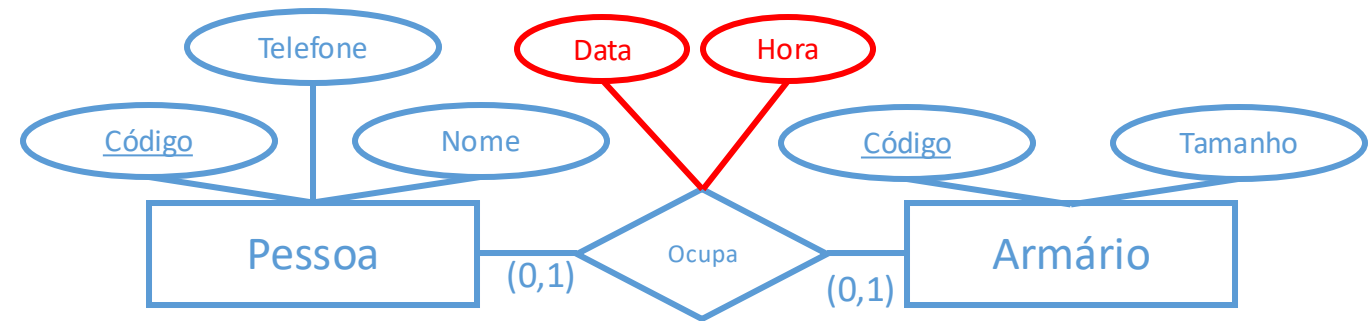 Telefone
Data
Hora
Código
Nome
Código
Tamanho
Pessoa
(0,1)
Ocupa
(0,1)
Armário